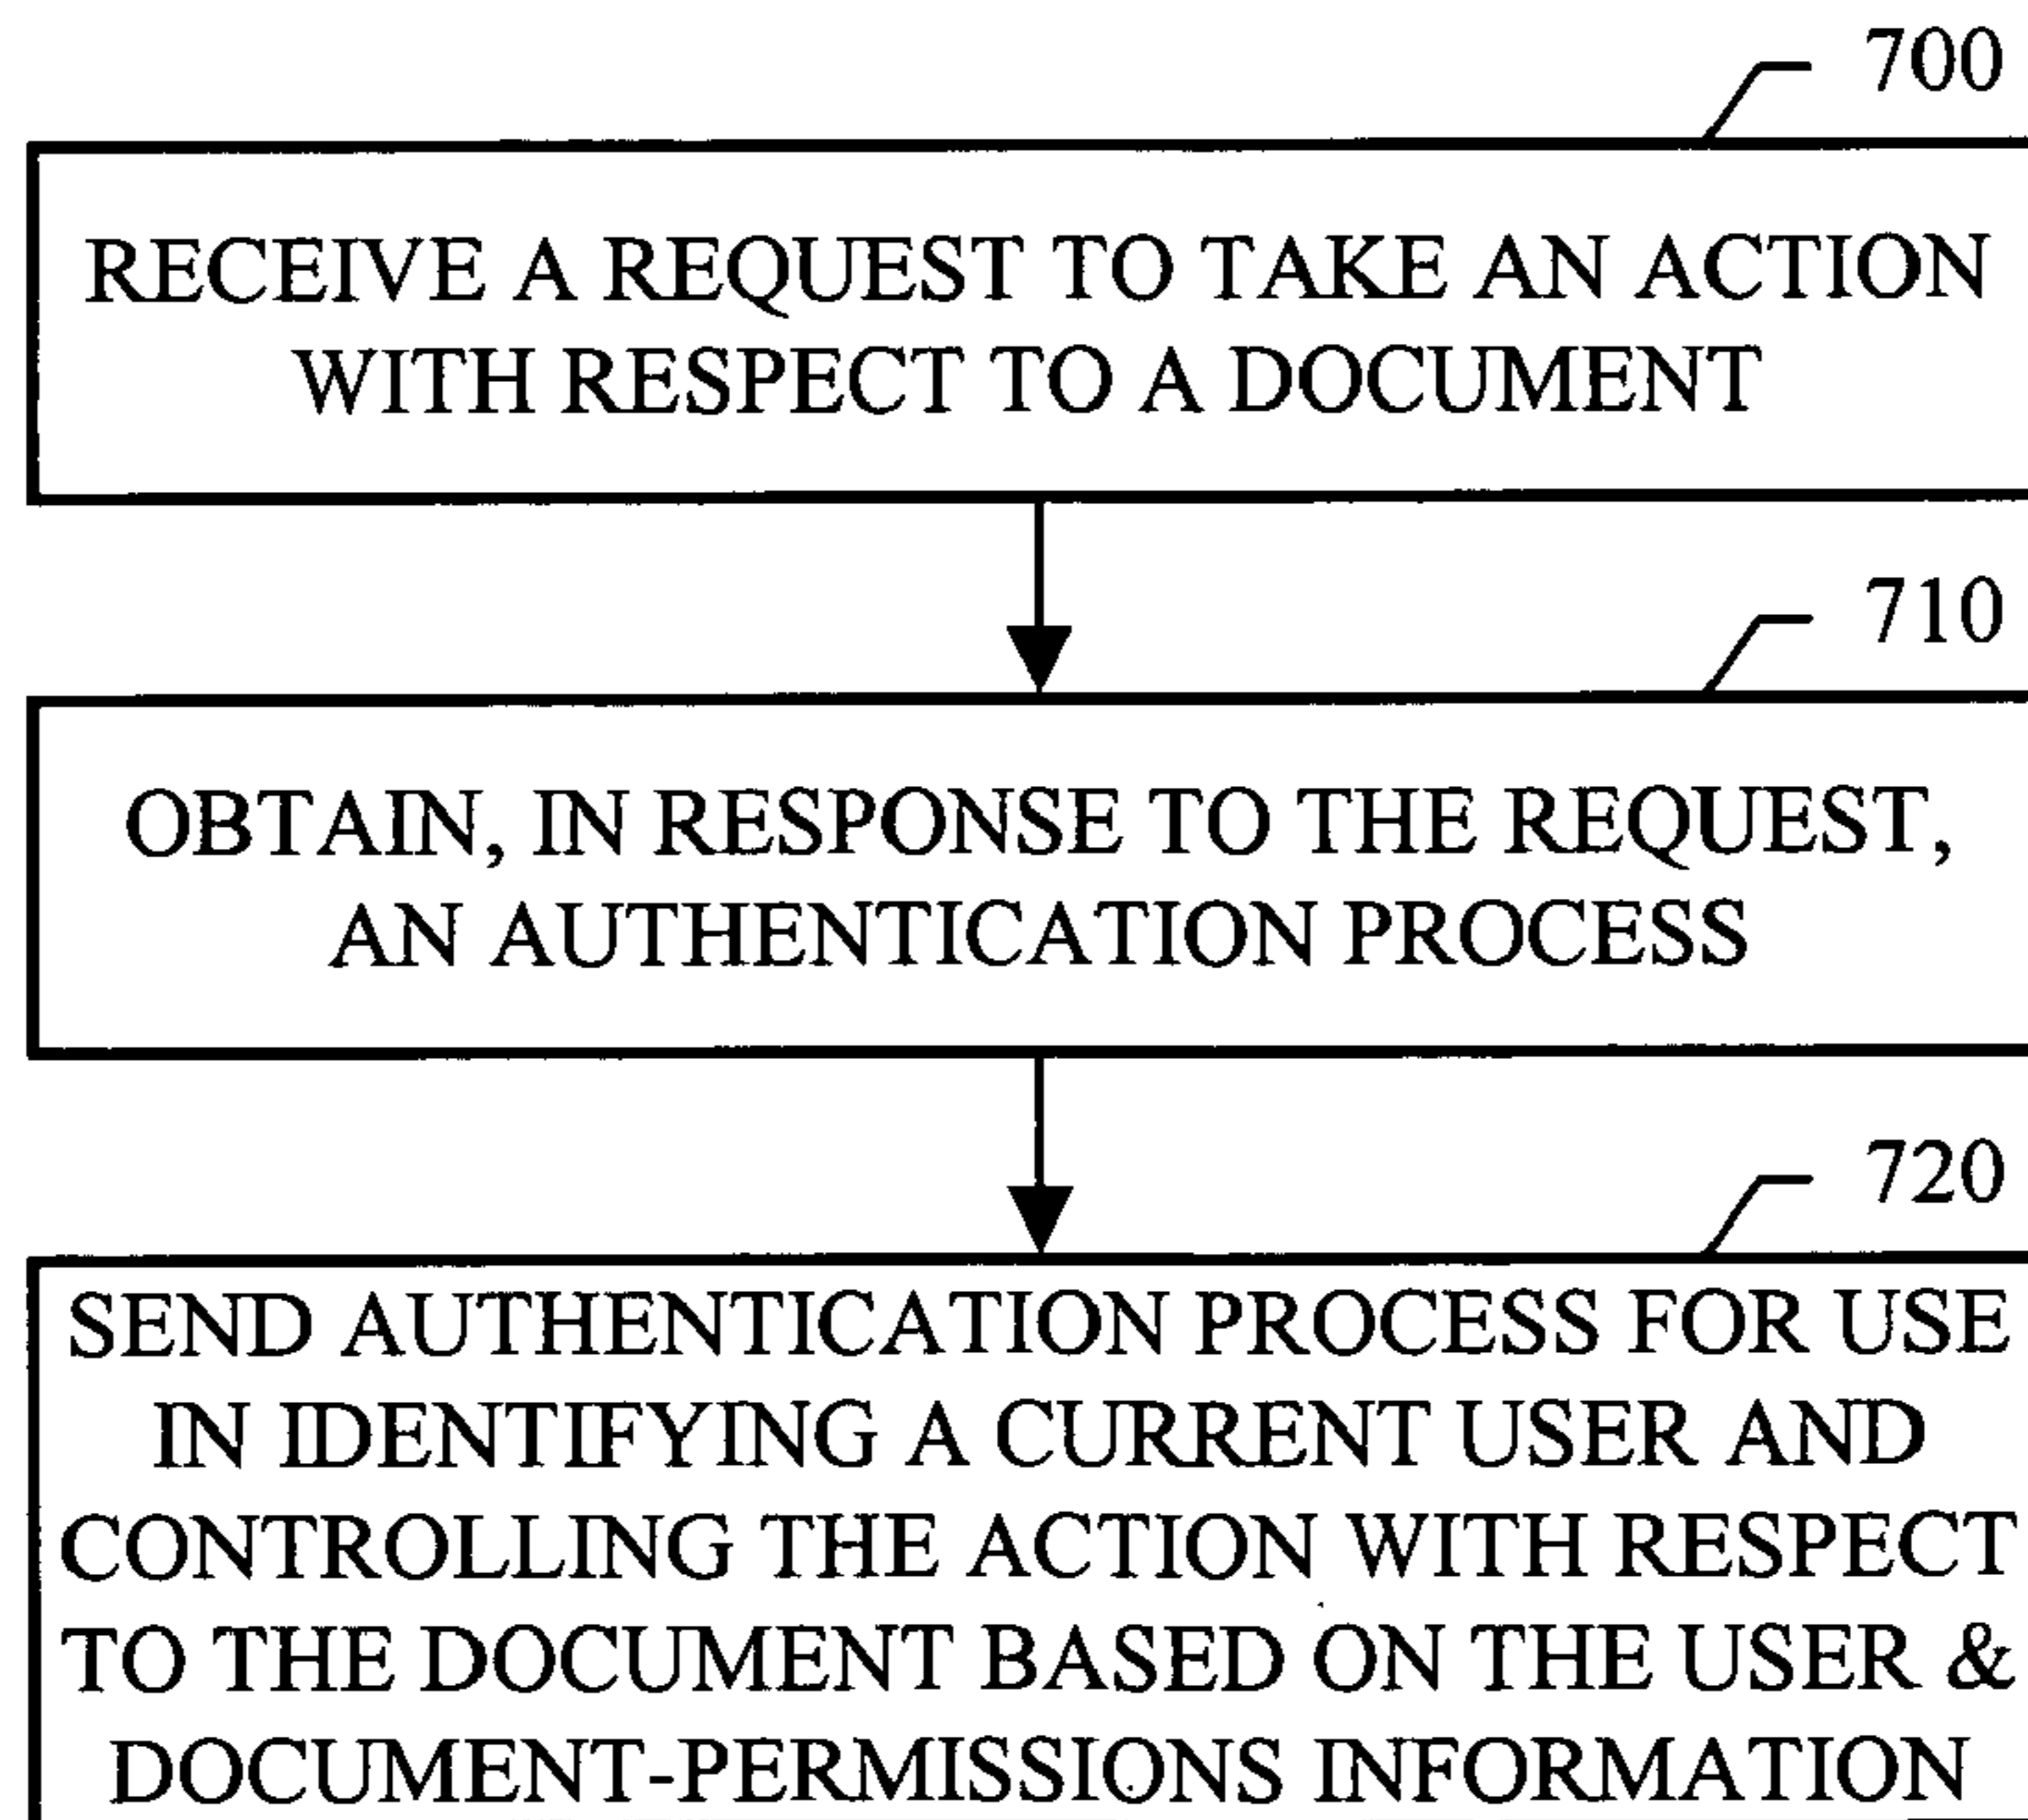 700
RECEIVE A REQUEST TO TAKE AN ACTION
WITH RESPECT TO A DOCUMENT
710
OBTAIN, IN RESPONSE TO THE REQUEST,
AN AUTHENTICATION PROCESS
720
SEND AUTHENTICATION PROCESS FOR USE
IN IDENTIFYING A CURRENT USER AND
CONTROLLING THE ACTION WITH RESPECT
TO THE DOCUMENT BASED ON THE USER &
DOCUMENT-PERMISSIONS INFORMATION